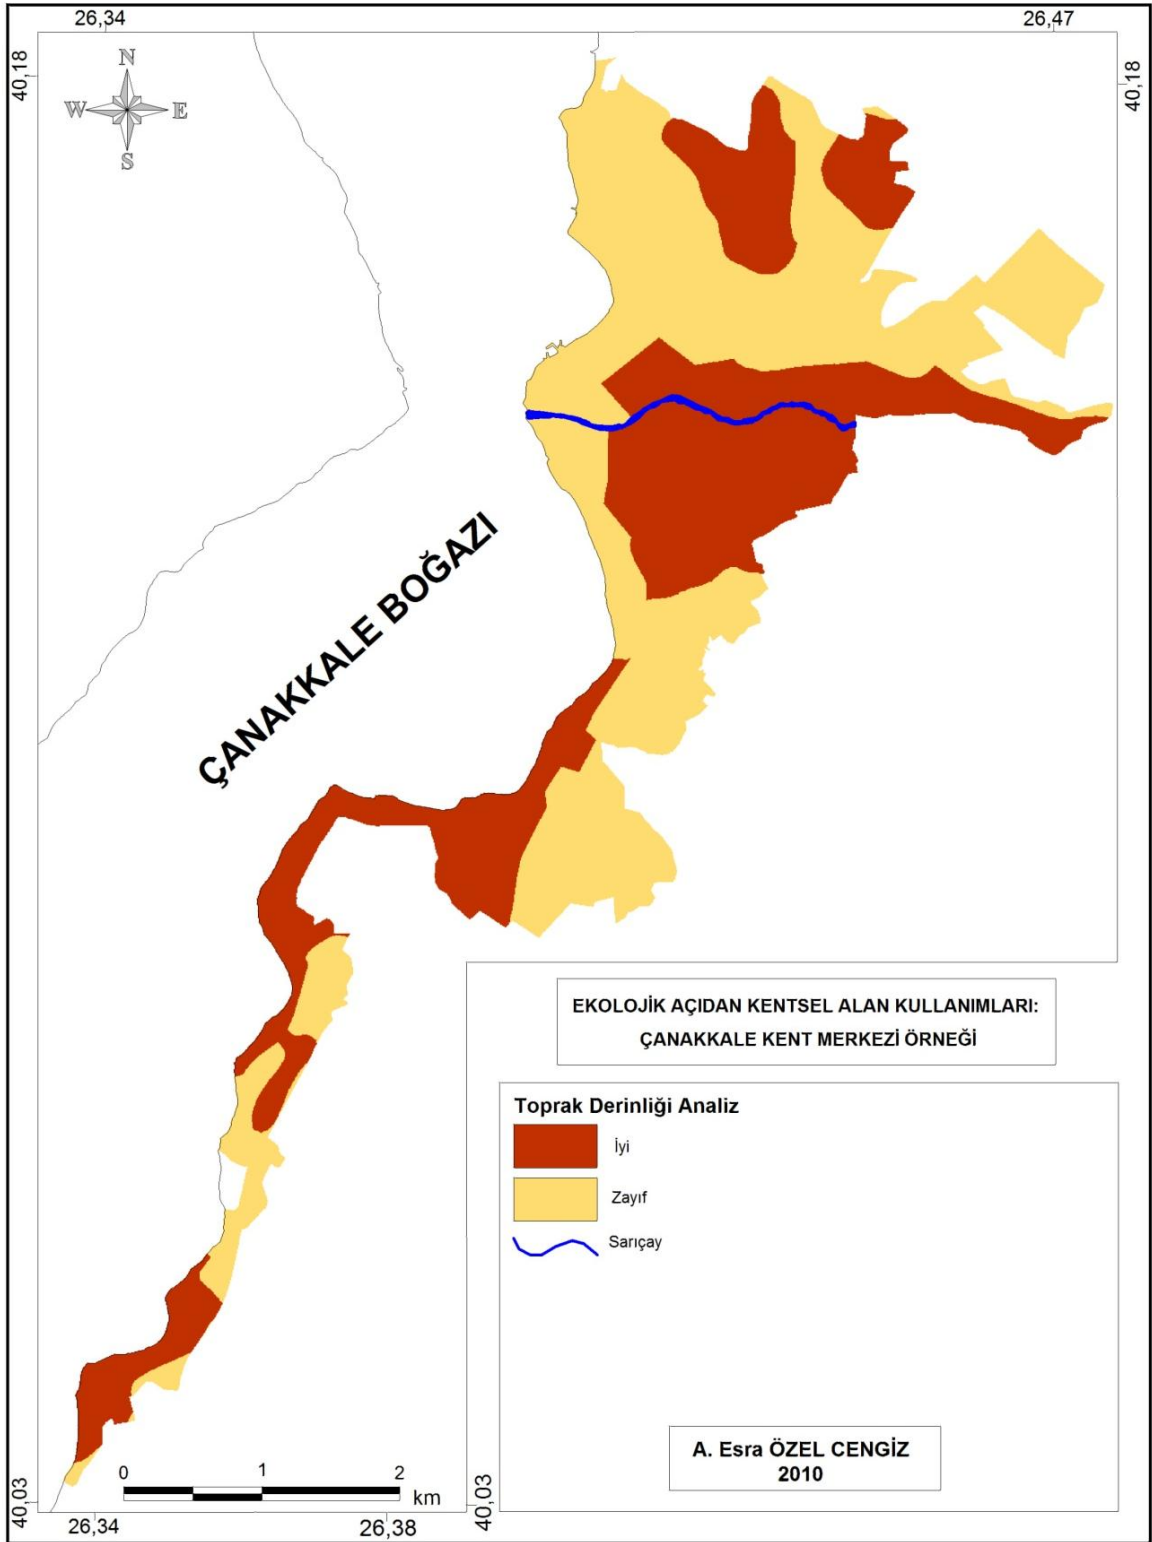 26,34
26,47
40,18
40,18
N
W
E
S
ÇANAKKALE BOĞAZI
EKOLOJİK AÇIDAN KENTSEL ALAN KULLANIMLARI:
ÇANAKKALE KENT MERKEZİ ÖRNEĞİ
Toprak Derinliği Analiz
İyi
Zayıf
Sarıçay
A. Esra ÖZEL CENGİZ
2010
0 1 2
km
40,03
40,03
26,34
26,38